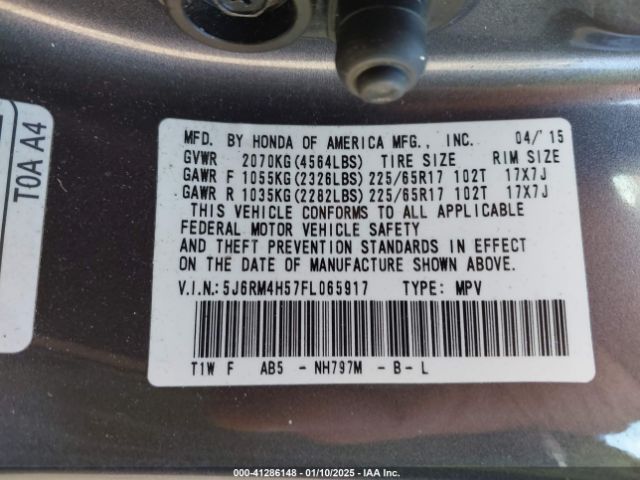 MFD. BY HONDA OF AMERICA MFG., INC. 04/'15
GVWR 2070KG(4564LBS) TIRE SIZE RIM SIZE
GAWR F 1055KG(2326LBS) 225/65R17 102T 17X7J
GAWR R 1035KG(2282LBS) 225/65R17 102T 17X7J
THIS VEHICLE CONFORMS TO ALL APPLICABLE
FEDERAL MOTOR VEHICLE SAFETY
AND THEFT PREVENTION STANDARDS IN EFFECT
ON THE DATE OF MANUFACTURE SHOWN ABOVE.
V.I.N.:5J6RM4H57FL065917 TYPE: MPV
T1W F AB5 - NH797M - B - L
T0A A4
000-41286148 - 01/10/2025 - IAA Inc.